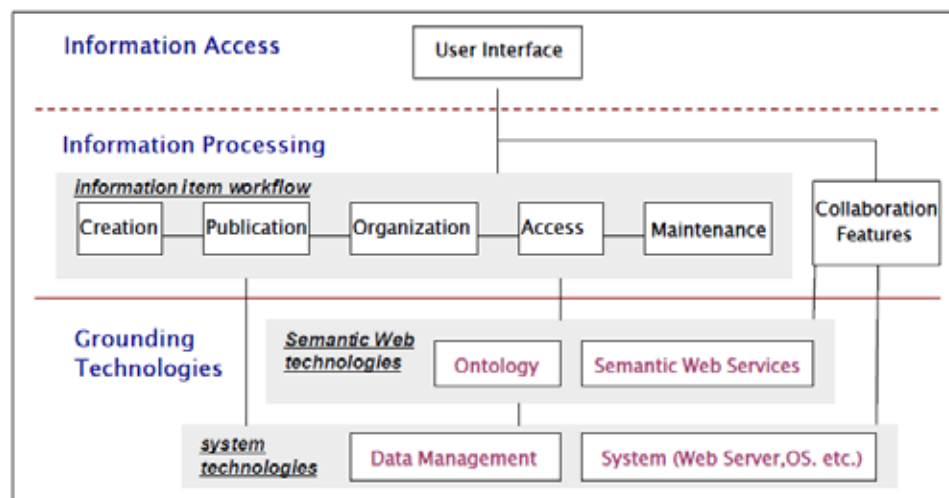 Information Access
User Interface
Information Processing
information item workflow
Creation
Publication
Organization
Access
Maintenance
Collaboration
Features
Grounding
Technologies
Semantic Web
technologies
Ontology
Semantic Web Services
system
technologies
Data Management
System (Web Server,OS. etc.)